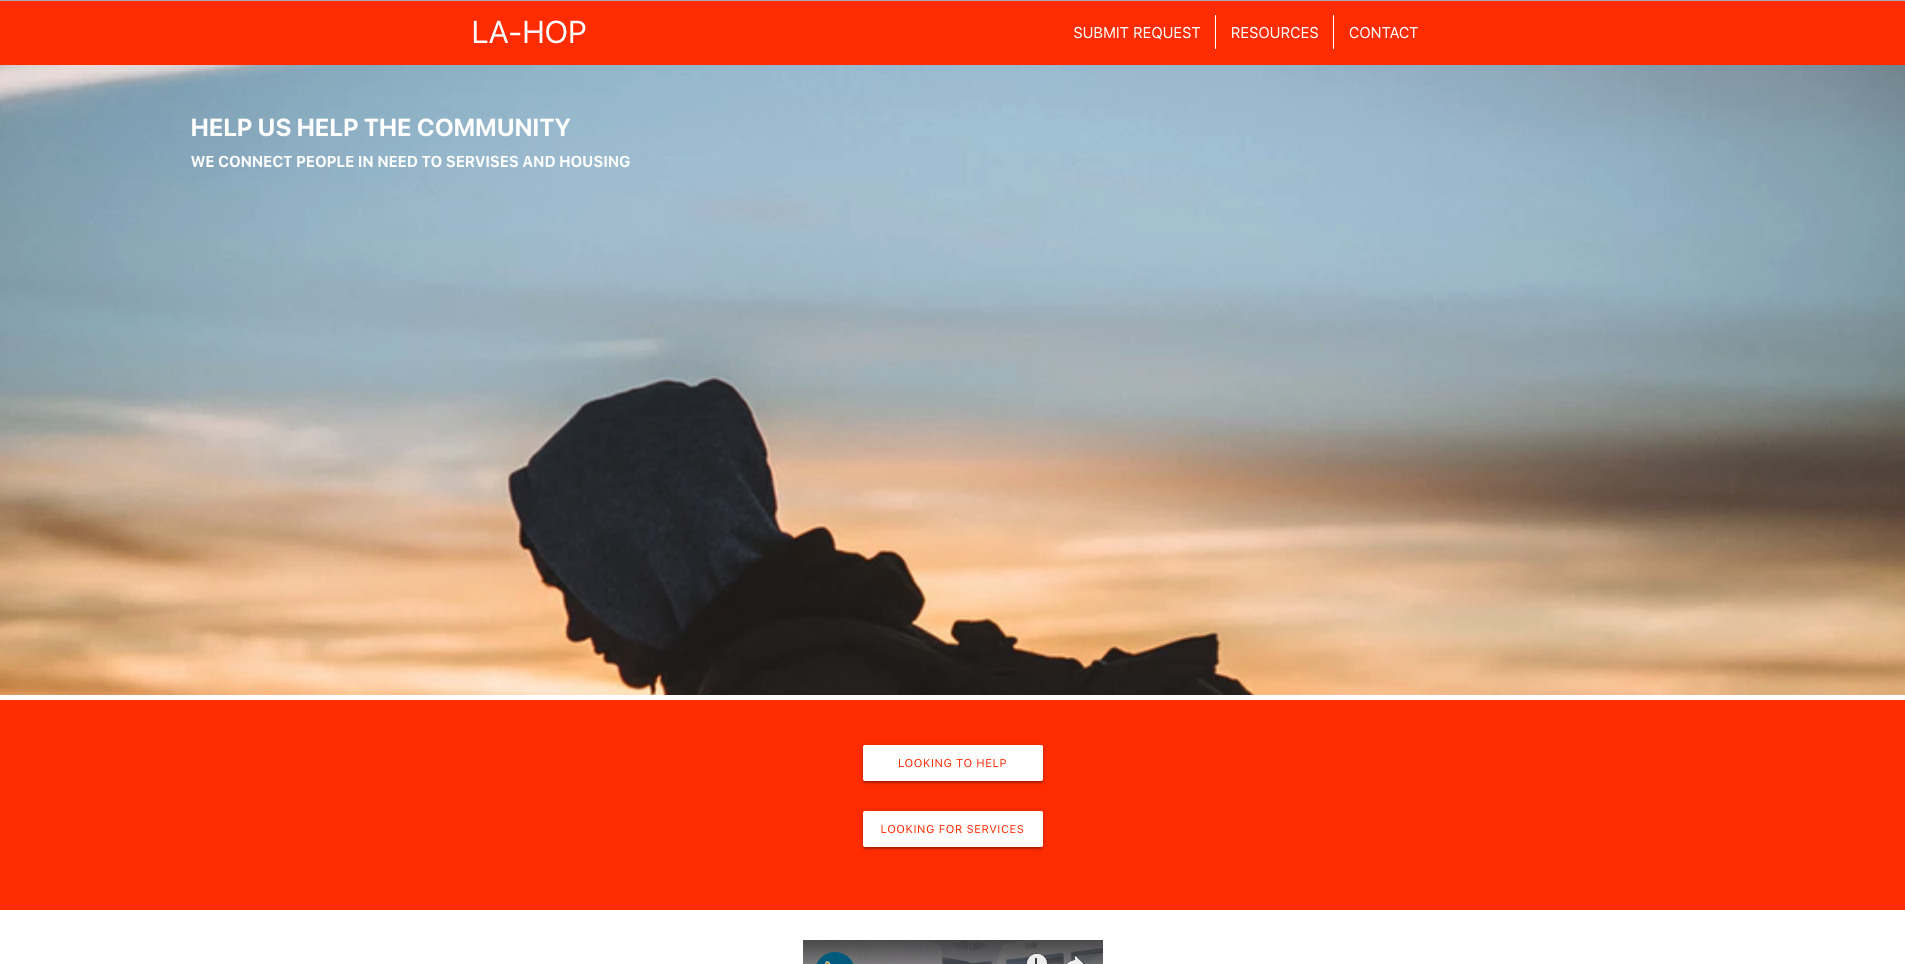 LA-HOP
SUBMIT REQUEST
RESOURCES
CONTACT
HELP US HELP THE COMMUNITY
WE CONNECT PEOPLE IN NEED TO SERVISES AND HOUSING
LOOKING TO HELP
LOOKING FOR SERVICES